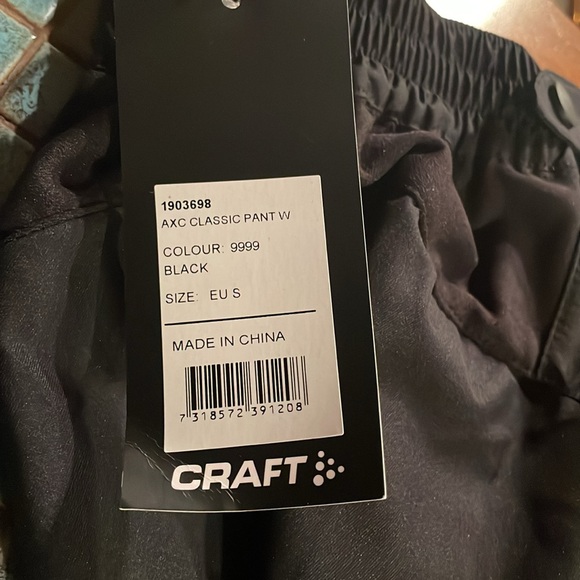 1903698
AXC CLASSIC PANT W
COLOUR: 9999
BLACK
SIZE: EU S
MADE IN CHINA
7 318572 391208
CRAFT